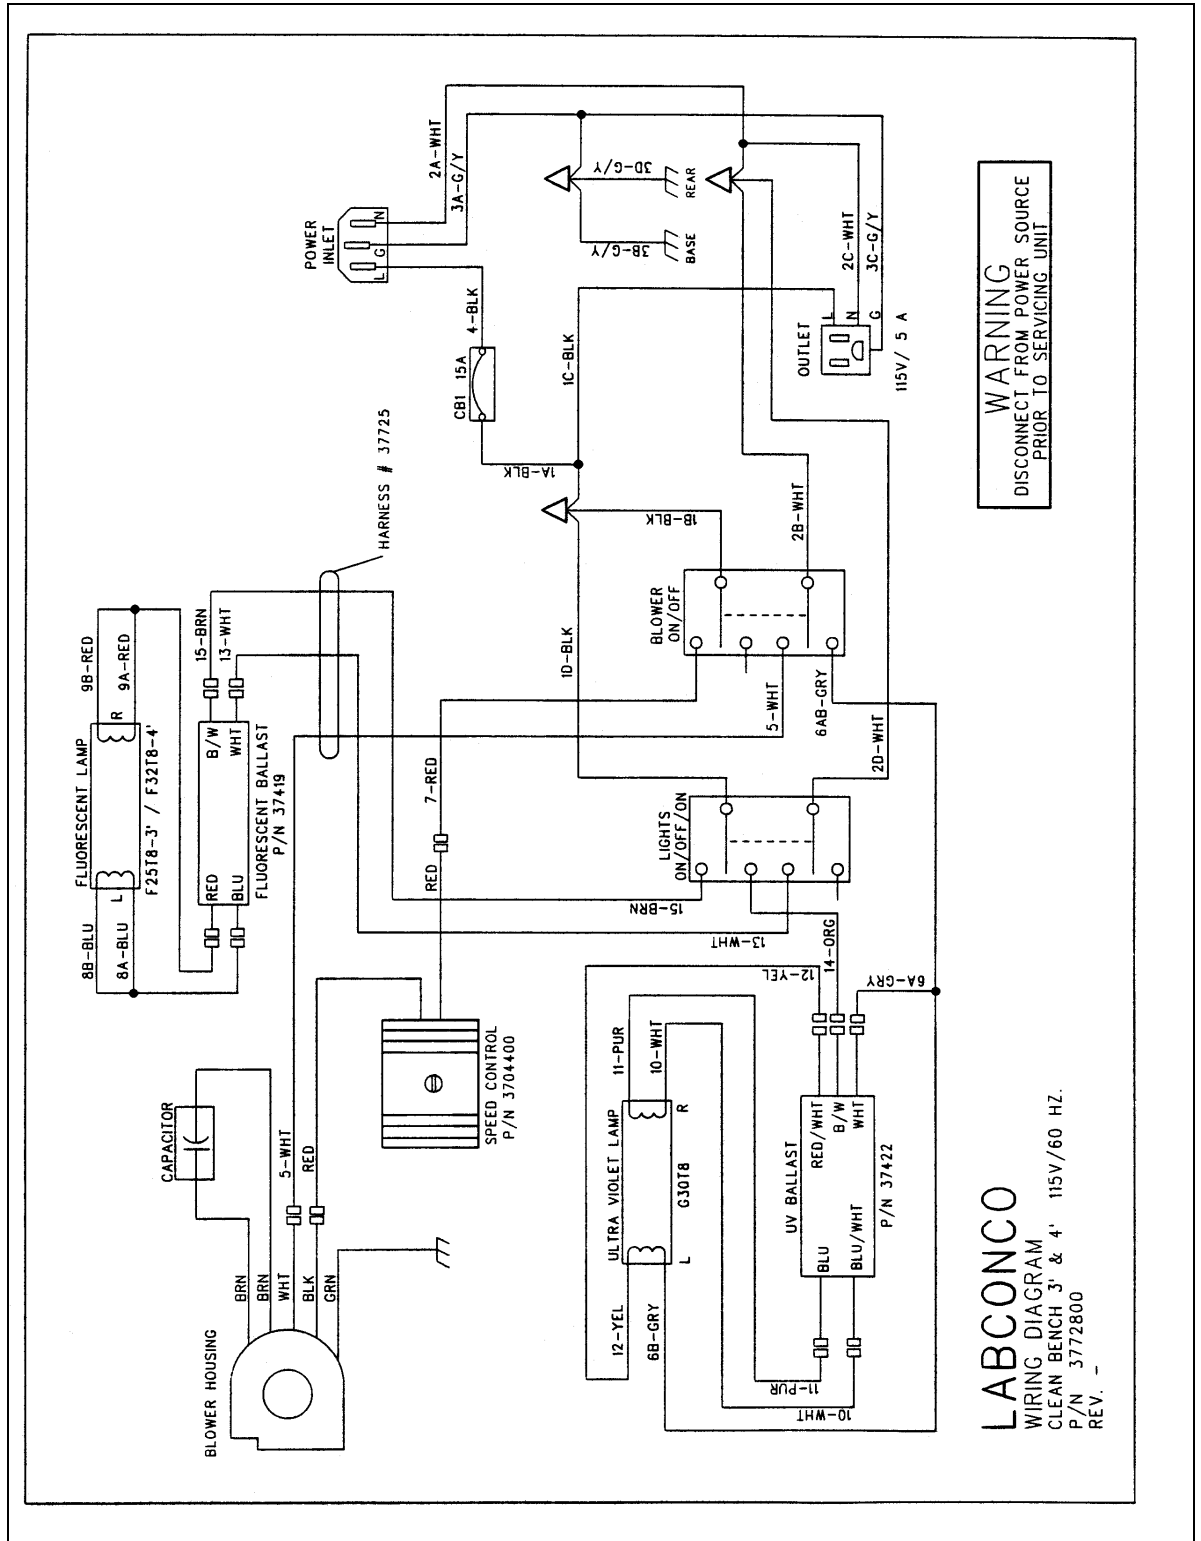 BLOWER HOUSING
BRN
BRN
WHT
BLK
GRN
CAPACITOR
5-WHT
RED
SPEED CONTROL
P/N 3704400
8B-BLU
8A-BLU
FLUORESCENT LAMP
L
R
F25T8-3' / F32T8-4'
9B-RED
9A-RED
RED
BLU
B/W
WHT
FLUORESCENT BALLAST
P/N 37419
15-BRN
13-WHT
HARNESS # 37725
RED
7-RED
POWER
INLET
L
G
N
2A-WHT
3A-G/Y
4-BLK
CB1 15A
1A-BLK
1C-BLK
1D-BLK
1B-BLK
3D-G/Y
REAR
3B-G/Y
BASE
OUTLET
L
N
G
115V/ 5 A
2C-WHT
3C-G/Y
2B-WHT
BLOWER
ON/OFF
5-WHT
6AB-GRY
2D-WHT
LIGHTS
ON/OFF/ON
15-BRN
13-WHT
14-ORG
12-YEL
6A-GRY
11-PUR
10-WHT
ULTRA VIOLET LAMP
L
R
G30T8
12-YEL
6B-GRY
UV BALLAST
RED/WHT
B/W
WHT
BLU
BLU/WHT
P/N 37422
11-PUR
10-WHT
WARNING
DISCONNECT FROM POWER SOURCE
PRIOR TO SERVICING UNIT
LABCONCO
WIRING DIAGRAM
CLEAN BENCH 3' & 4' 115V/60 HZ.
P/N 3772800
REV. -